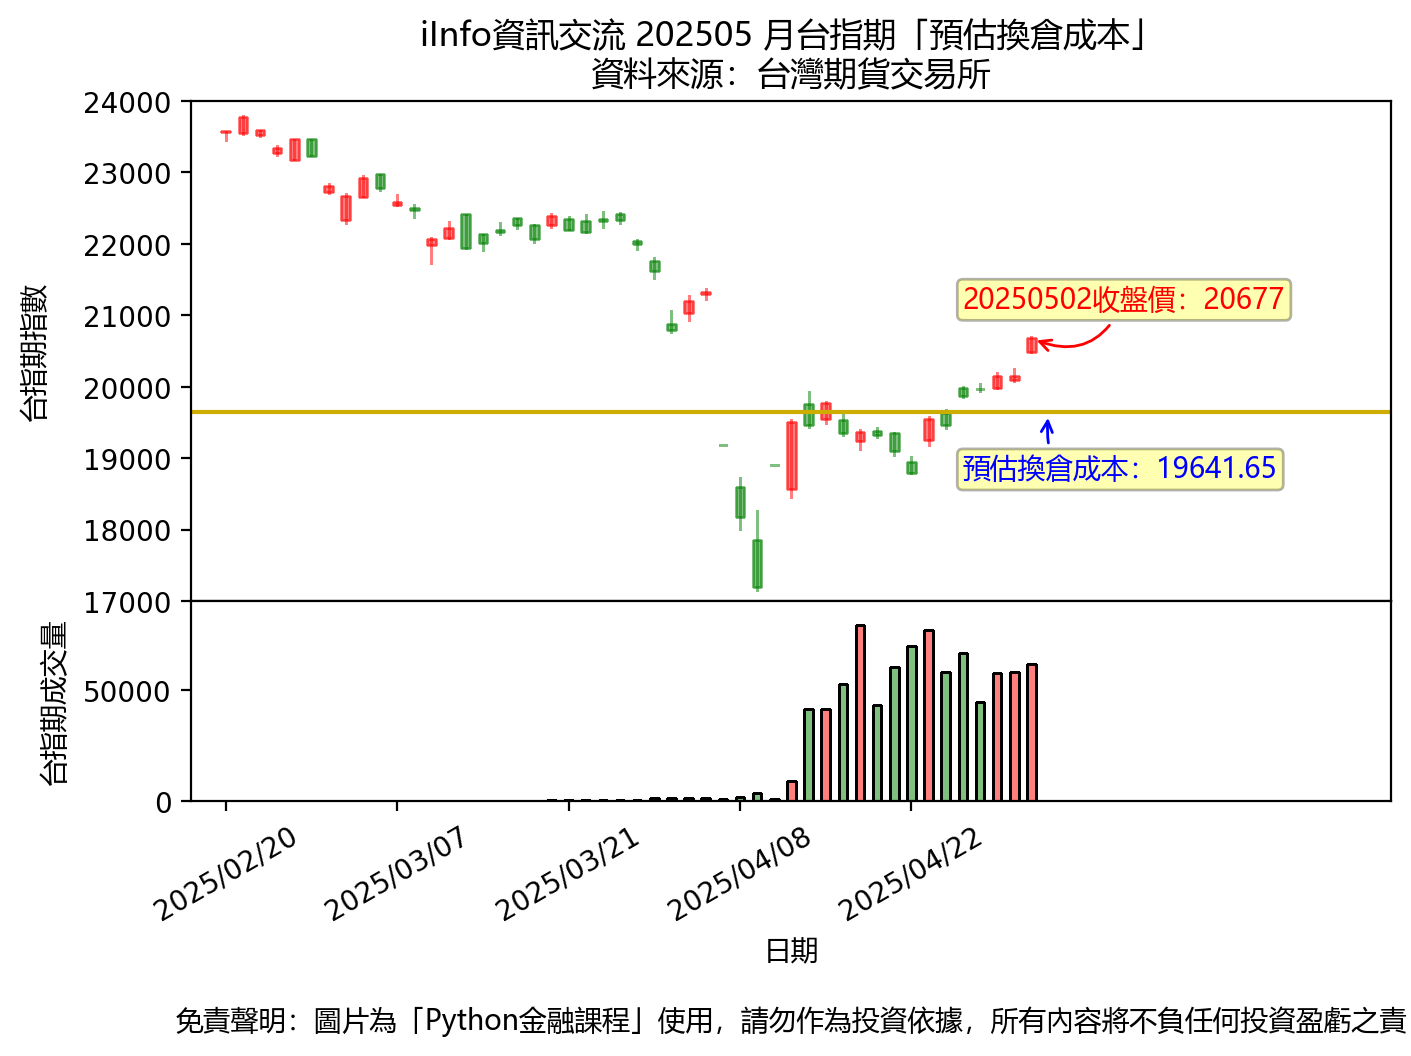 iInfo資訊交流 202505 月台指期「預估換倉成本」
資料來源：台灣期貨交易所
台指期指數
24000
23000
22000
21000
20000
19000
18000
17000
20250502收盤價：20677
預估換倉成本：19641.65
台指期成交量
50000
0
2025/02/20
2025/03/07
2025/03/21
2025/04/08
2025/04/22
日期
免責聲明：圖片為「Python金融課程」使用，請勿作為投資依據，所有內容將不負任何投資盈虧之責